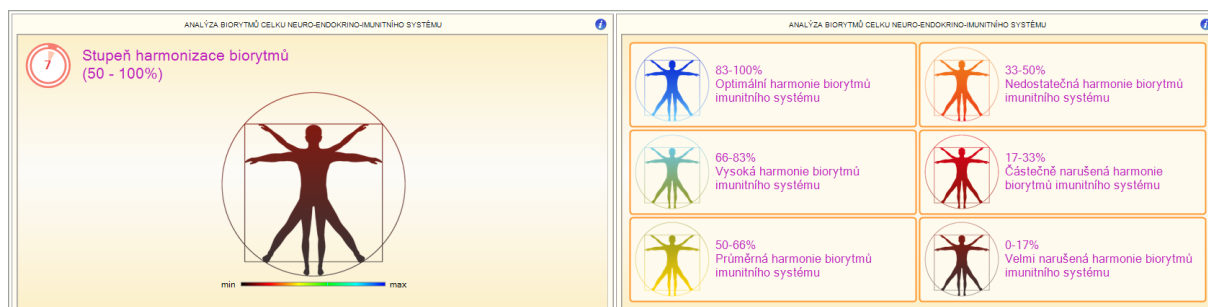 ANALÝZA BIORYTMŮ CELKU NEURO-ENDOKRINO-IMUNITNÍHO SYSTÉMU
i
7
Stupeň harmonizace biorytmů
(50 - 100%)
min
max
ANALÝZA BIORYTMŮ CELKU NEURO-ENDOKRINO-IMUNITNÍHO SYSTÉMU
i
83-100%
Optimální harmonie biorytmů
imunitního systému
33-50%
Nedostatečná harmonie biorytmů
imunitního systému
66-83%
Vysoká harmonie biorytmů
imunitního systému
17-33%
Částečně narušená harmonie
biorytmů imunitního systému
50-66%
Průměrná harmonie biorytmů
imunitního systému
0-17%
Velmi narušená harmonie biorytmů
imunitního systému